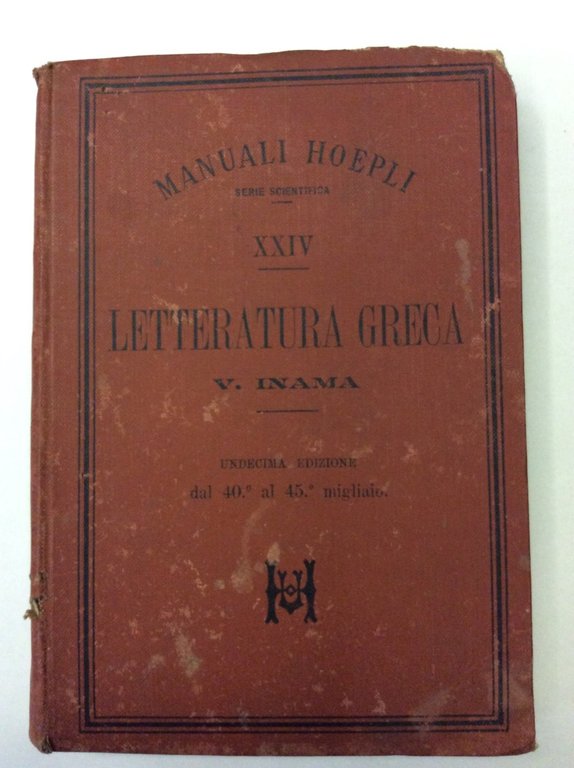 MANUALI HOEPLI
SERIE SCIENTIFICA
XXIV
LETTERATURA GRECA
V. INAMA
UNDECIMA EDIZIONE
dal 40.° al 45.° migliaio.